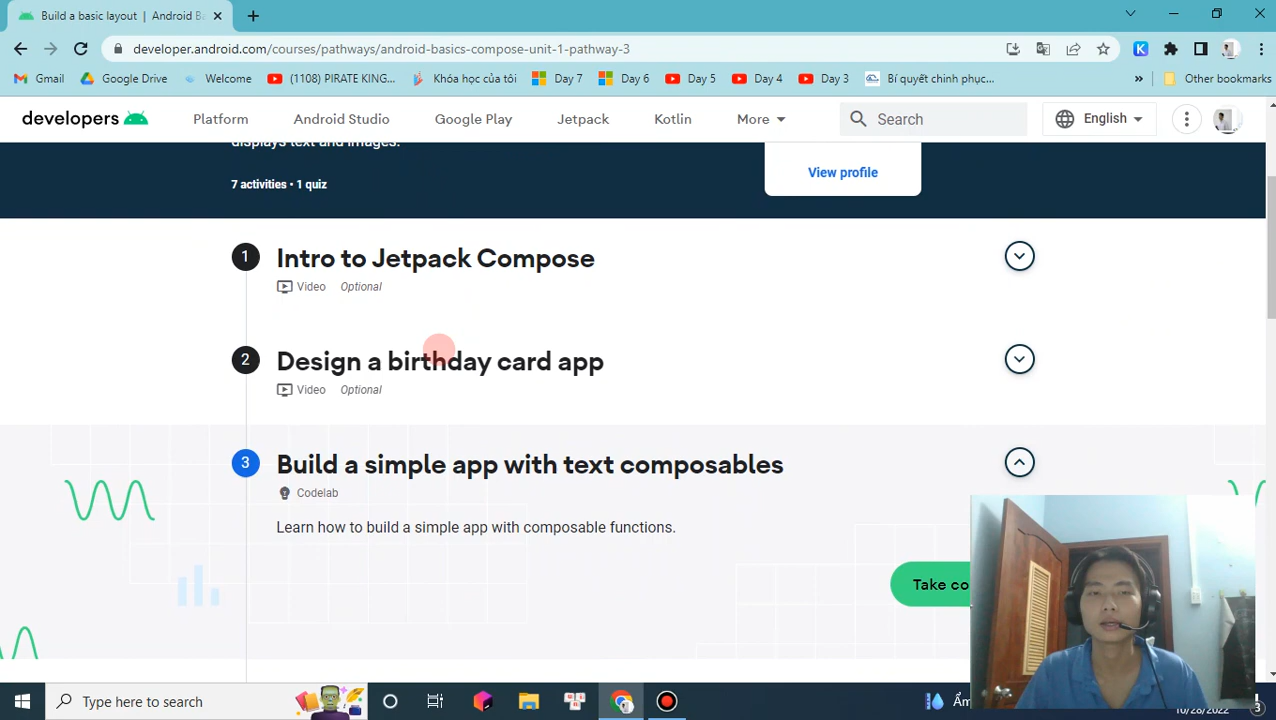 Build a basic layout | Android Ba
developer.android.com/courses/pathways/android-basics-compose-unit-1-pathway-3
Gmail Google Drive Welcome (1108) PIRATE KING... Khóa học của tôi Day 7 Day 6 Day 5 Day 4 Day 3 Bí quyết chinh phục... » Other bookmarks
developers Platform Android Studio Google Play Jetpack Kotlin More Search English
displays text and images.
View profile
7 activities • 1 quiz
1 Intro to Jetpack Compose
Video Optional
2 Design a birthday card app
Video Optional
3 Build a simple app with text composables
Codelab
Learn how to build a simple app with composable functions.
Take co
Type here to search
10/28/2022 3